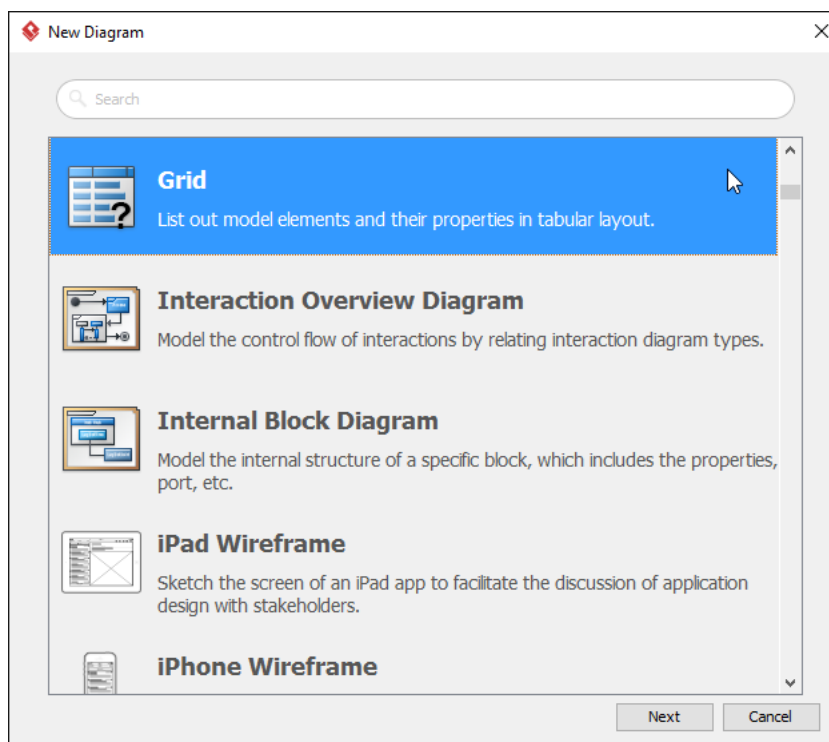 New Diagram
Search
Grid
List out model elements and their properties in tabular layout.
Interaction Overview Diagram
Model the control flow of interactions by relating interaction diagram types.
Internal Block Diagram
Model the internal structure of a specific block, which includes the properties,
port, etc.
iPad Wireframe
Sketch the screen of an iPad app to facilitate the discussion of application
design with stakeholders.
iPhone Wireframe
Next
Cancel